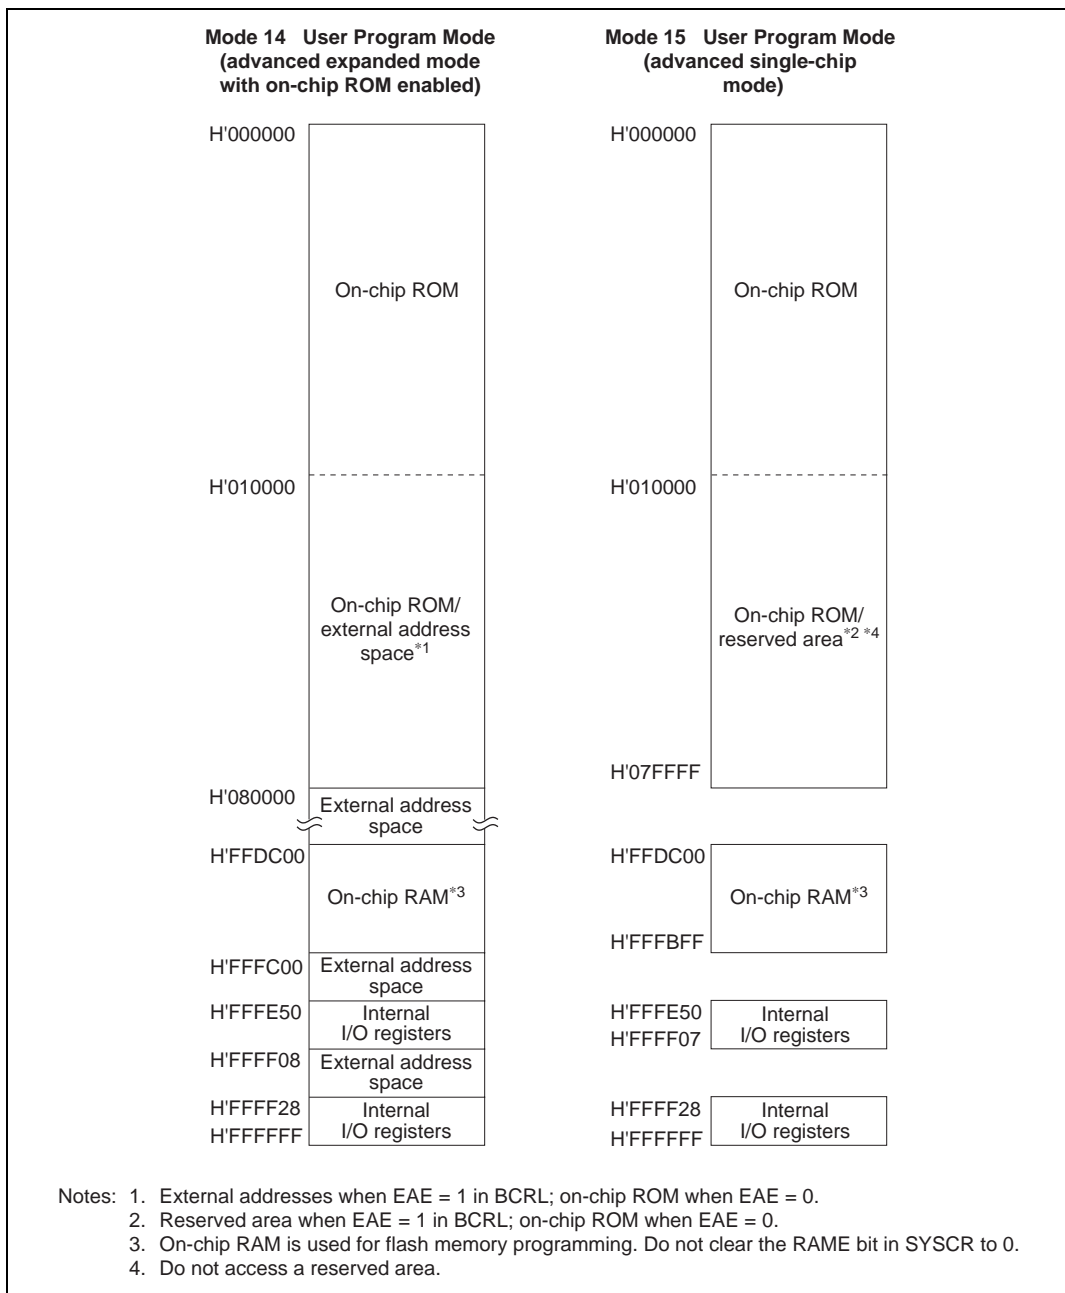 Mode 14 User Program Mode
(advanced expanded mode
with on-chip ROM enabled)
H'000000
On-chip ROM
H'010000
On-chip ROM/
external address
space*1
H'080000
External address
space
H'FFDC00
On-chip RAM*3
H'FFFC00
External address
space
H'FFFE50
Internal
I/O registers
H'FFFF08
External address
space
H'FFFF28
Internal
I/O registers
H'FFFFFF
Mode 15 User Program Mode
(advanced single-chip
mode)
H'000000
On-chip ROM
H'010000
On-chip ROM/
reserved area*2 *4
H'07FFFF
H'FFDC00
On-chip RAM*3
H'FFFBFF
H'FFFE50
Internal
I/O registers
H'FFFF07
H'FFFF28
Internal
I/O registers
H'FFFFFF
Notes: 1. External addresses when EAE = 1 in BCRL; on-chip ROM when EAE = 0.
2. Reserved area when EAE = 1 in BCRL; on-chip ROM when EAE = 0.
3. On-chip RAM is used for flash memory programming. Do not clear the RAME bit in SYSCR to 0.
4. Do not access a reserved area.